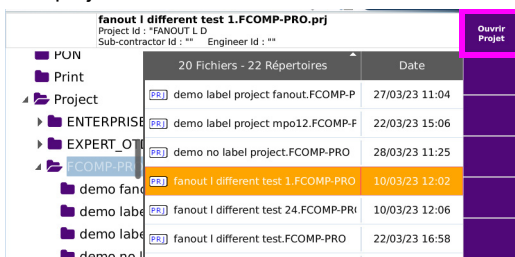 fanout l different test 1.FCOMP-PRO.prj
Project Id : "FANOUT L D
Sub-contractor Id : "" Engineer Id : ""
Ouvrir
Projet
PON
Print
Project
ENTERPRISE
EXPERT_OT
FCOMP-PR
demo fan
demo labe
demo labe
demo no l
20 Fichiers - 22 Répertoires Date
PRJ demo label project fanout.FCOMP-P 27/03/23 11:04
PRJ demo label project mpo12.FCOMP-F 22/03/23 15:06
PRJ demo no label project.FCOMP-PRO 28/03/23 11:25
PRJ fanout l different test 1.FCOMP-PRO 10/03/23 12:02
PRJ fanout l different test 24.FCOMP-PR 10/03/23 12:06
PRJ fanout l different test.FCOMP-PRO 22/03/23 16:58